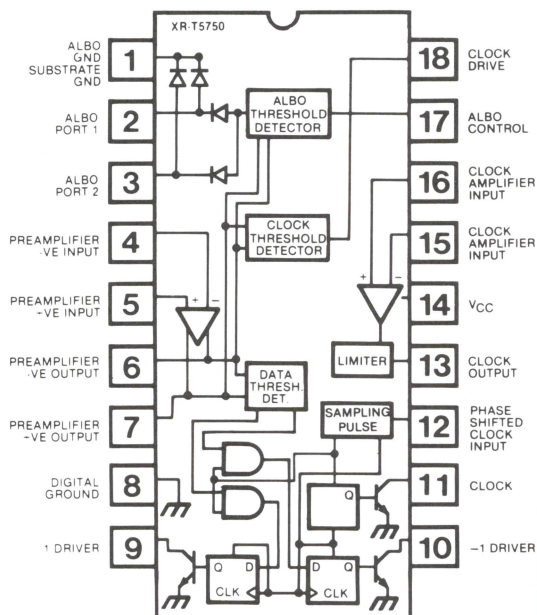 XR-T5750
ALBO
GND
SUBSTRATE
GND
1
ALBO
PORT 1
2
ALBO
PORT 2
3
PREAMPLIFIER
-VE INPUT
4
PREAMPLIFIER
-VE INPUT
5
PREAMPLIFIER
-VE OUTPUT
6
PREAMPLIFIER
-VE OUTPUT
7
DIGITAL
GROUND
8
1 DRIVER
9
ALBO
THRESHOLD
DETECTOR
CLOCK
THRESHOLD
DETECTOR
+ -
+ -
LIMITER
DATA
THRESH.
DET.
SAMPLING
PULSE
Q
Q D
CLK
D Q
CLK
18
CLOCK
DRIVE
17
ALBO
CONTROL
16
CLOCK
AMPLIFIER
INPUT
15
CLOCK
AMPLIFIER
INPUT
14
VCC
13
CLOCK
OUTPUT
12
PHASE
SHIFTED
CLOCK
INPUT
11
CLOCK
10
-1 DRIVER